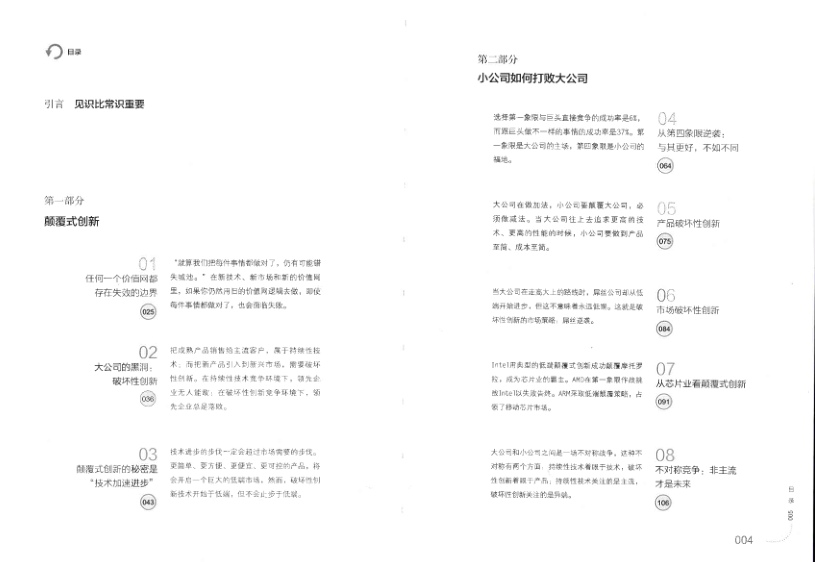 目录
引言 见识比常识重要
第一部分
颠覆式创新
01
任何一个价值网都
存在失效的边界
025
“就算我们把每件事情都做对了，仍有可能错
失城池。”在新技术、新市场和新的价值网
里，如果你仍然用旧的价值网逻辑去做，即使
每件事情都做对了，也会面临失败。
02
大公司的黑洞：
破坏性创新
036
把成熟产品销售给主流客户，属于持续性技
术；而把新产品引入到新兴市场，需要破坏
性创新。在持续性技术竞争环境下，领先企
业无人能敌；在破坏性创新竞争环境下，领
先企业总是落败。
03
颠覆式创新的秘密是
“技术加速进步”
043
技术进步的步伐一定会超过市场需要的步伐。
更简单、更方便、更便宜、更可控的产品，将
会开启一个巨大的低端市场。然而，破坏性创
新技术开始于低端，但不会止步于低端。
第二部分
小公司如何打败大公司
选择第一象限与巨头直接竞争的成功率是6%，
而跟巨头做不一样的事情的成功率是37%。第
一象限是大公司的主场，第四象限是小公司的
福地。
04
从第四象限逆袭：
与其更好，不如不同
064
大公司在做加法，小公司要颠覆大公司，必
须做减法。当大公司往上去追求更高的技
术、更高的性能的时候，小公司要做到产品
至简、成本至简。
05
产品破坏性创新
075
当大公司在走高大上的路线时，屌丝公司却从低
端开始进步，但这不意味着永远低端。这就是破
坏性创新的市场策略：屌丝逆袭。
06
市场破坏性创新
084
Intel用典型的低端颠覆式创新成功颠覆摩托罗
拉，成为芯片业的霸主。AMD在第一象限作战挑
战Intel以失败告终。ARM采取低端颠覆策略，占
领了移动芯片市场。
07
从芯片业看颠覆式创新
091
大公司和小公司之间是一场不对称战争。这种不
对称有两个方面：持续性技术着眼于技术，破坏
性创新着眼于产品；持续性技术关注的是主流，
破坏性创新关注的是异端。
08
不对称竞争：非主流
才是未来
106
目录
005
004